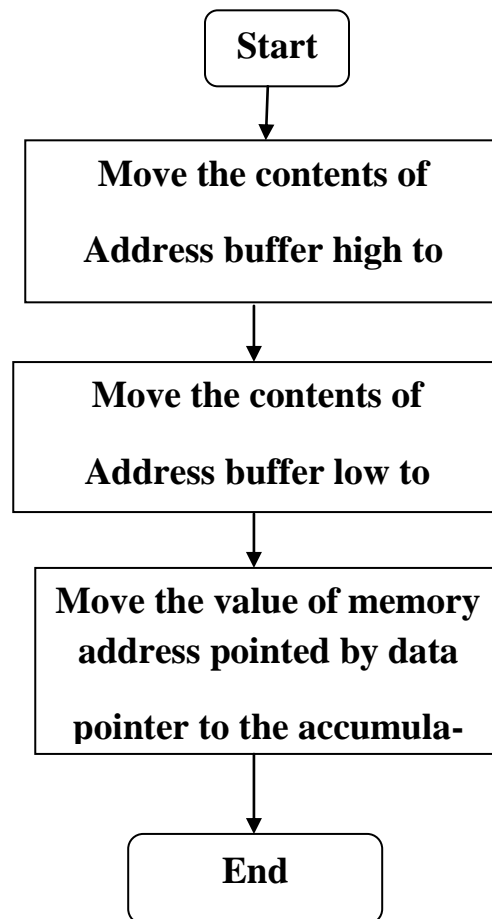 Start
Move the contents of
Address buffer high to
Move the contents of
Address buffer low to
Move the value of memory
address pointed by data
pointer to the accumula-
End